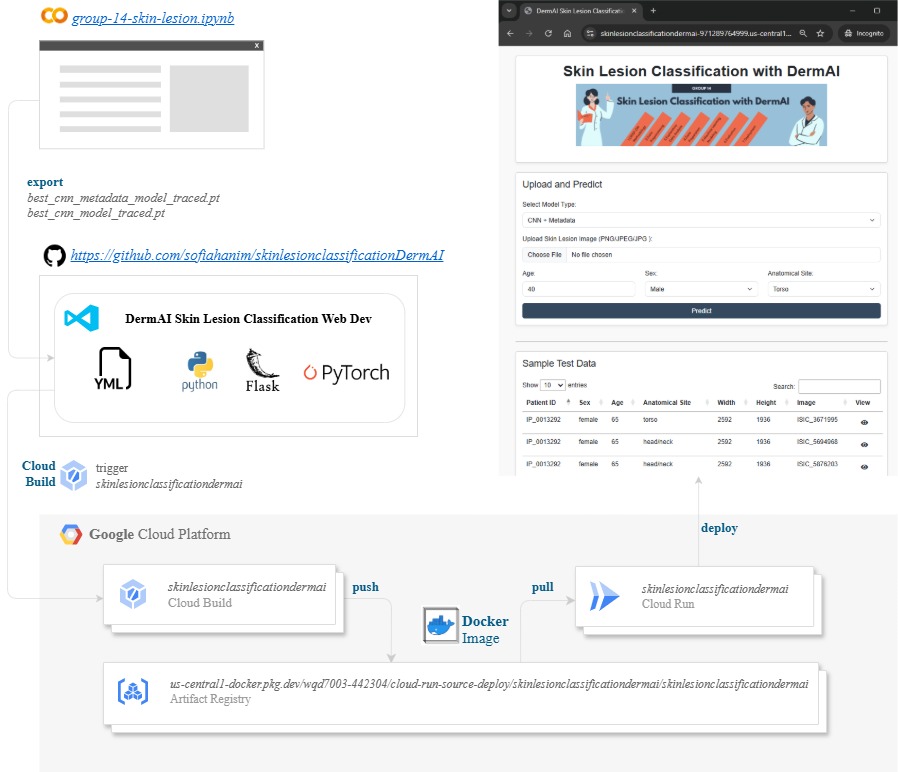 group-14-skin-lesion.ipynb
X
export
best_cnn_metadata_model_traced.pt
best_cnn_model_traced.pt
https://github.com/sofiahanim/skinlesionclassificationDermAI
DermAI Skin Lesion Classification Web Dev
YML
python
Flask
PyTorch
Cloud
Build
trigger
skinlesionclassificationdermai
Google Cloud Platform
skinlesionclassificationdermai
Cloud Build
push
Docker
Image
pull
skinlesionclassificationdermai
Cloud Run
deploy
us-central1-docker.pkg.dev/wqd7003-442304/cloud-run-source-deploy/skinlesionclassificationdermai/skinlesionclassificationdermai
Artifact Registry
DermAI Skin Lesion Classificatio
skinlesionclassificationdermai-971289764999.us-central1...
Incognito
Skin Lesion Classification with DermAI
GROUP 14
Skin Lesion Classification with DermAI
Upload and Predict
Select Model Type:
CNN + Metadata
Upload Skin Lesion Image (PNG/JPEG/JPG ):
Choose File No file chosen
Age: Sex: Anatomical Site:
40 Male Torso
Predict
Sample Test Data
Show 10 entries Search:
Patient ID Sex Age Anatomical Site Width Height Image View
IP_0013292 female 65 torso 2592 1936 ISIC_3671995
IP_0013292 female 65 head/neck 2592 1936 ISIC_5694968
IP_0013292 female 65 head/neck 2592 1936 ISIC_5876203